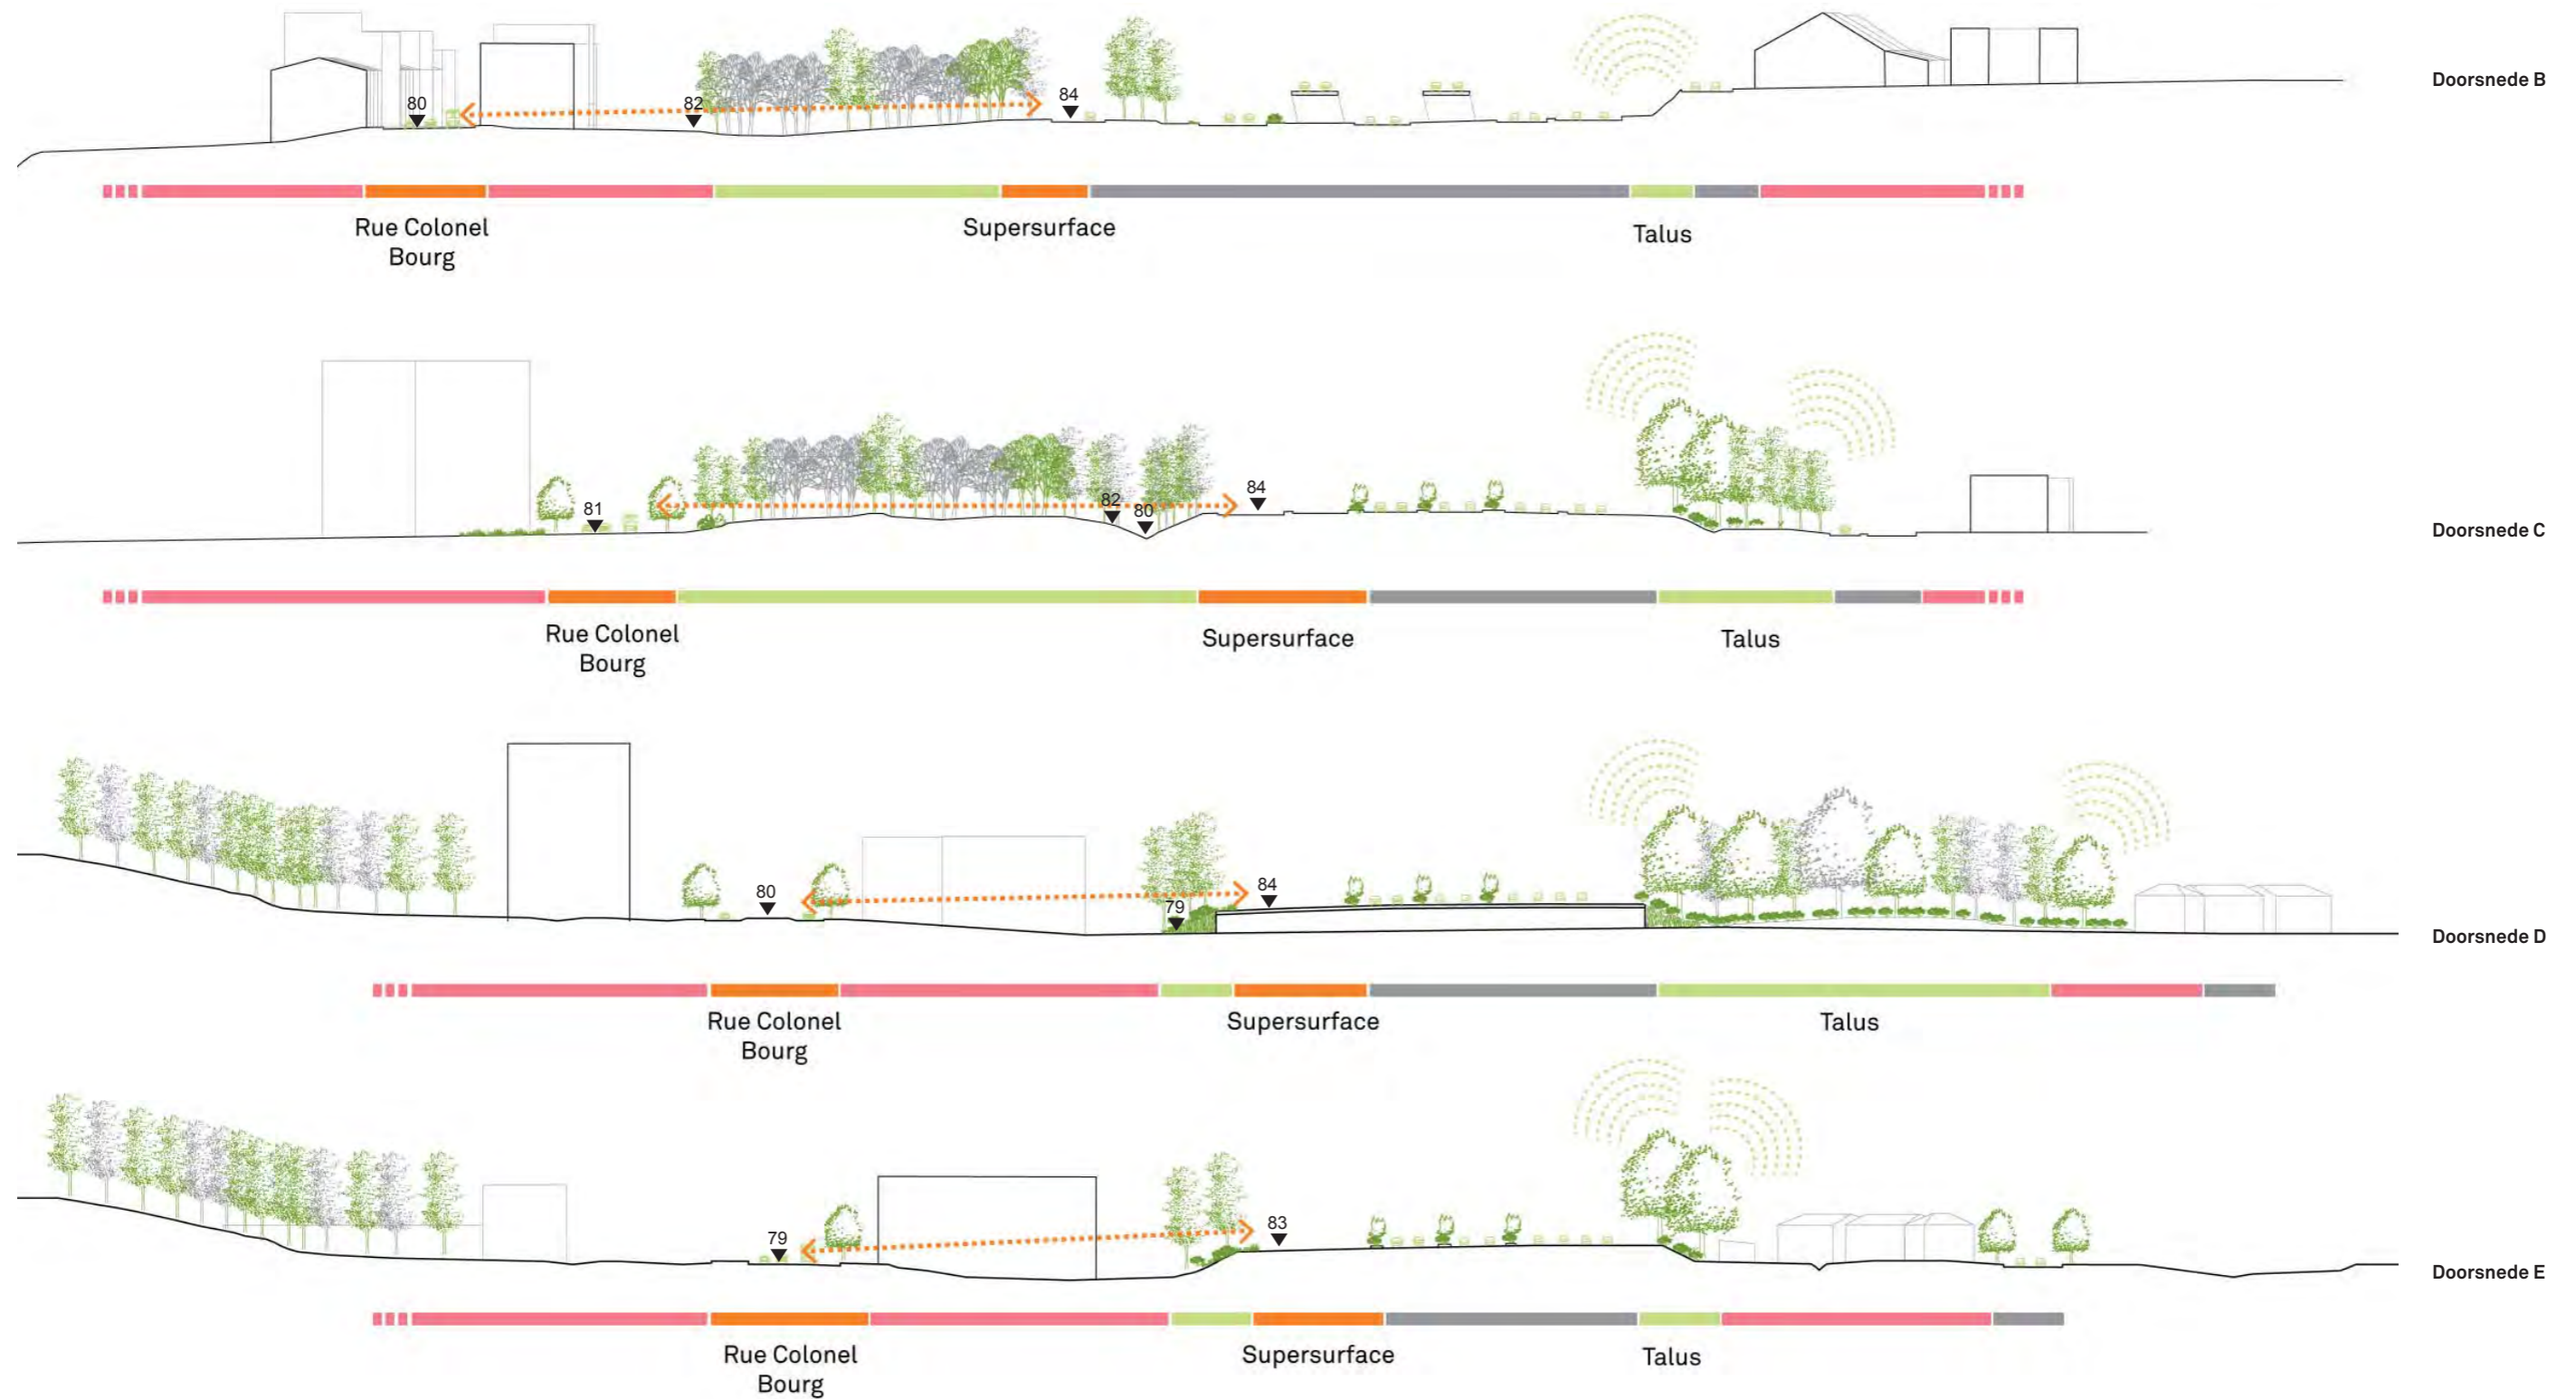 80
82
84
Doorsnede B
Rue Colonel
Bourg
Supersurface
Talus
81
82
80
84
Doorsnede C
Rue Colonel
Bourg
Supersurface
Talus
80
79
84
Doorsnede D
Rue Colonel
Bourg
Supersurface
Talus
79
83
Doorsnede E
Rue Colonel
Bourg
Supersurface
Talus